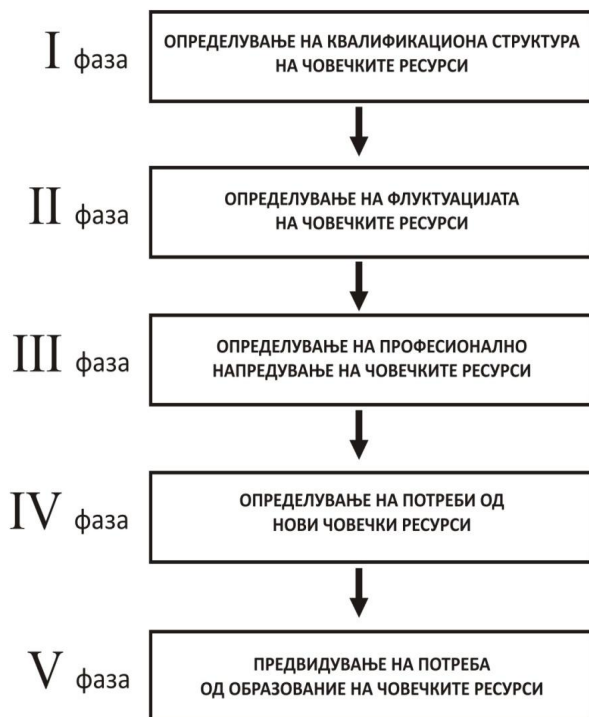 I фаза
ОПРЕДЕЛУВАЊЕ НА КВАЛИФИКАЦИОНА СТРУКТУРА
НА ЧОВЕЧКИТЕ РЕСУРСИ
II фаза
ОПРЕДЕЛУВАЊЕ НА ФЛУКТУАЦИЈАТА
НА ЧОВЕЧКИТЕ РЕСУРСИ
III фаза
ОПРЕДЕЛУВАЊЕ НА ПРОФЕСИОНАЛНО
НАПРЕДУВАЊЕ НА ЧОВЕЧКИТЕ РЕСУРСИ
IV фаза
ОПРЕДЕЛУВАЊЕ НА ПОТРЕБИ ОД
НОВИ ЧОВЕЧКИ РЕСУРСИ
V фаза
ПРЕДВИДУВАЊЕ НА ПОТРЕБА
ОД ОБРАЗОВАНИЕ НА ЧОВЕЧКИТЕ РЕСУРСИ